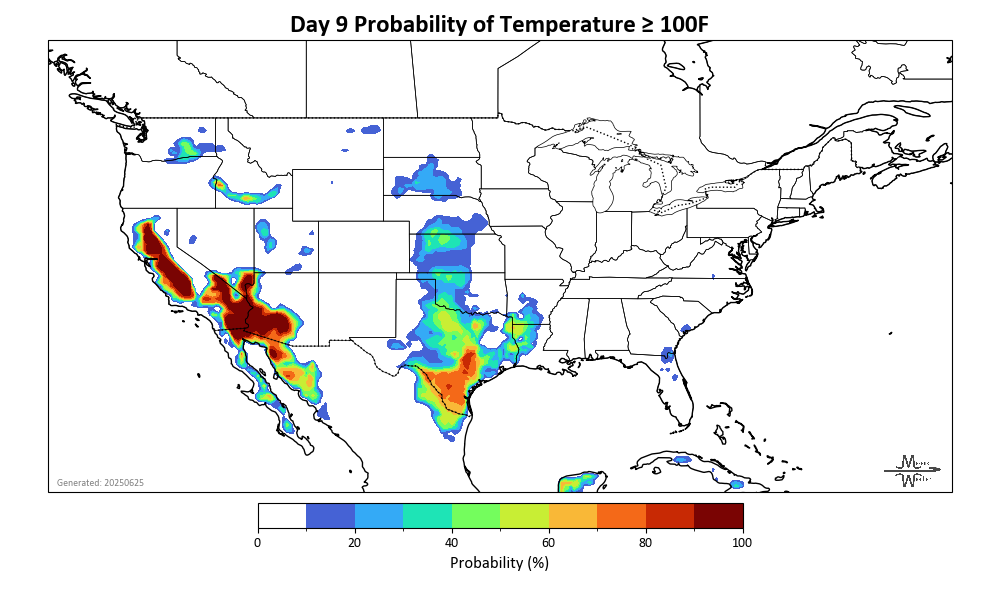 Day 9 Probability of Temperature ≥ 100F
Generated: 20250625
0 20 40 60 80 100
Probability (%)